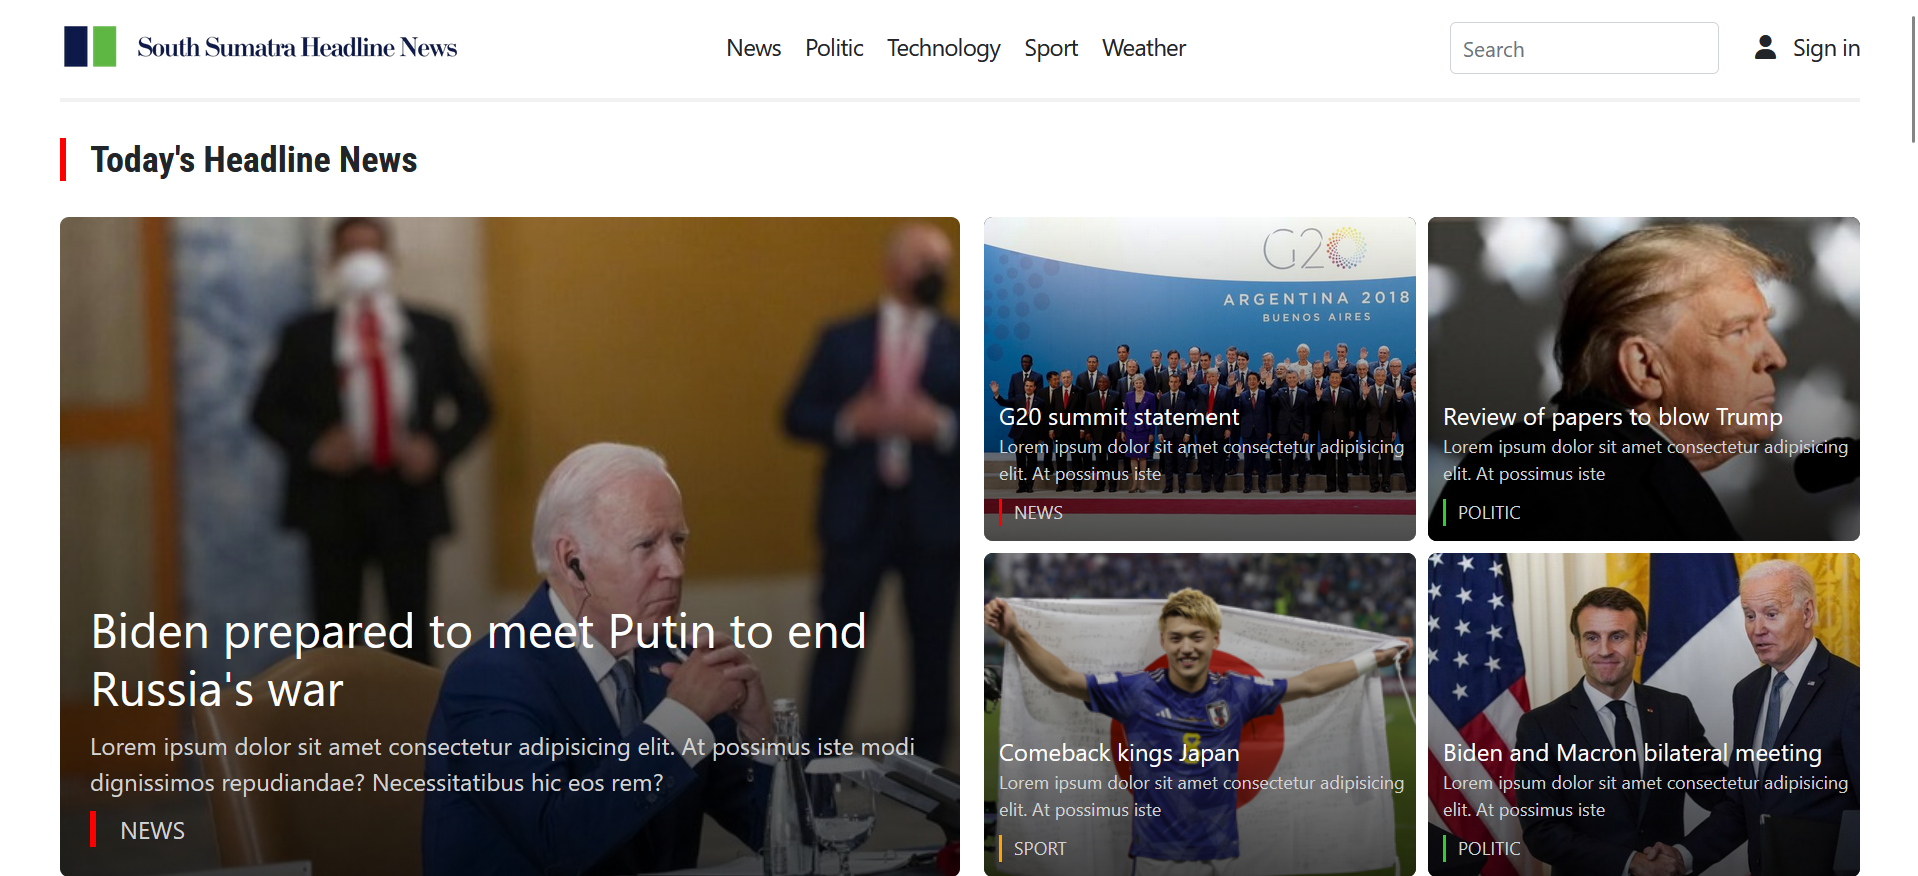 South Sumatra Headline News
News Politic Technology Sport Weather
Search
Sign in
Today's Headline News
Biden prepared to meet Putin to end
Russia's war
Lorem ipsum dolor sit amet consectetur adipisicing elit. At possimus iste modi
dignissimos repudiandae? Necessitatibus hic eos rem?
NEWS
G20
ARGENTINA 2018
BUENOS AIRES
G20 summit statement
Lorem ipsum dolor sit amet consectetur adipisicing
elit. At possimus iste
NEWS
Review of papers to blow Trump
Lorem ipsum dolor sit amet consectetur adipisicing
elit. At possimus iste
POLITIC
Comeback kings Japan
Lorem ipsum dolor sit amet consectetur adipisicing
elit. At possimus iste
SPORT
Biden and Macron bilateral meeting
Lorem ipsum dolor sit amet consectetur adipisicing
elit. At possimus iste
POLITIC